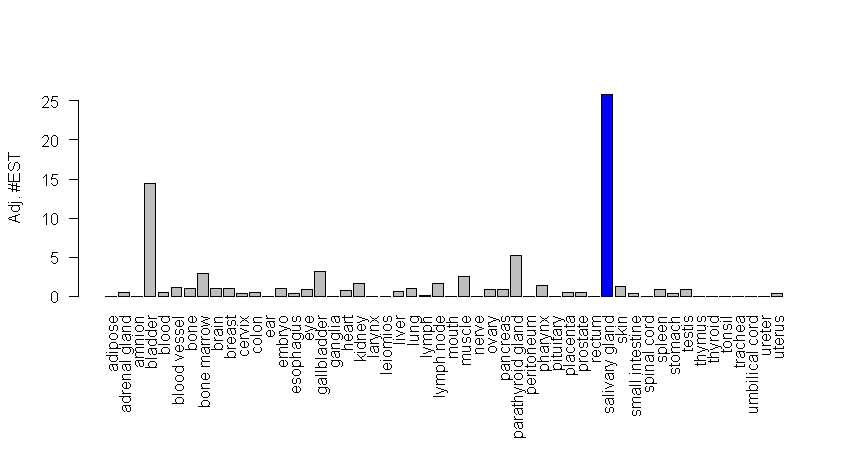 Adj. #EST
25
20
15
10
5
0
adipose
adrenal gland
amnion
bladder
blood
blood vessel
bone
bone marrow
brain
breast
cervix
colon
ear
embryo
esophagus
eye
gallbladder
ganglia
heart
kidney
larynx
leiomios
liver
lung
lymph
lymph node
mouth
muscle
nerve
ovary
pancreas
parathyroid gland
peritoneum
pharynx
pituitary
placenta
prostate
rectum
salivary gland
skin
small intestine
spinal cord
spleen
stomach
testis
thymus
thyroid
tonsil
trachea
umbilical cord
ureter
uterus